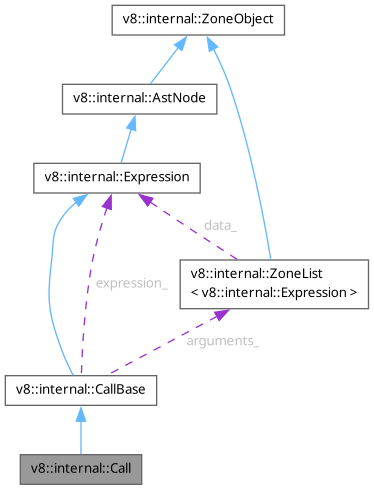 v8::internal::ZoneObject
v8::internal::AstNode
v8::internal::Expression
data_
v8::internal::ZoneList
< v8::internal::Expression >
expression_
arguments_
v8::internal::CallBase
v8::internal::Call